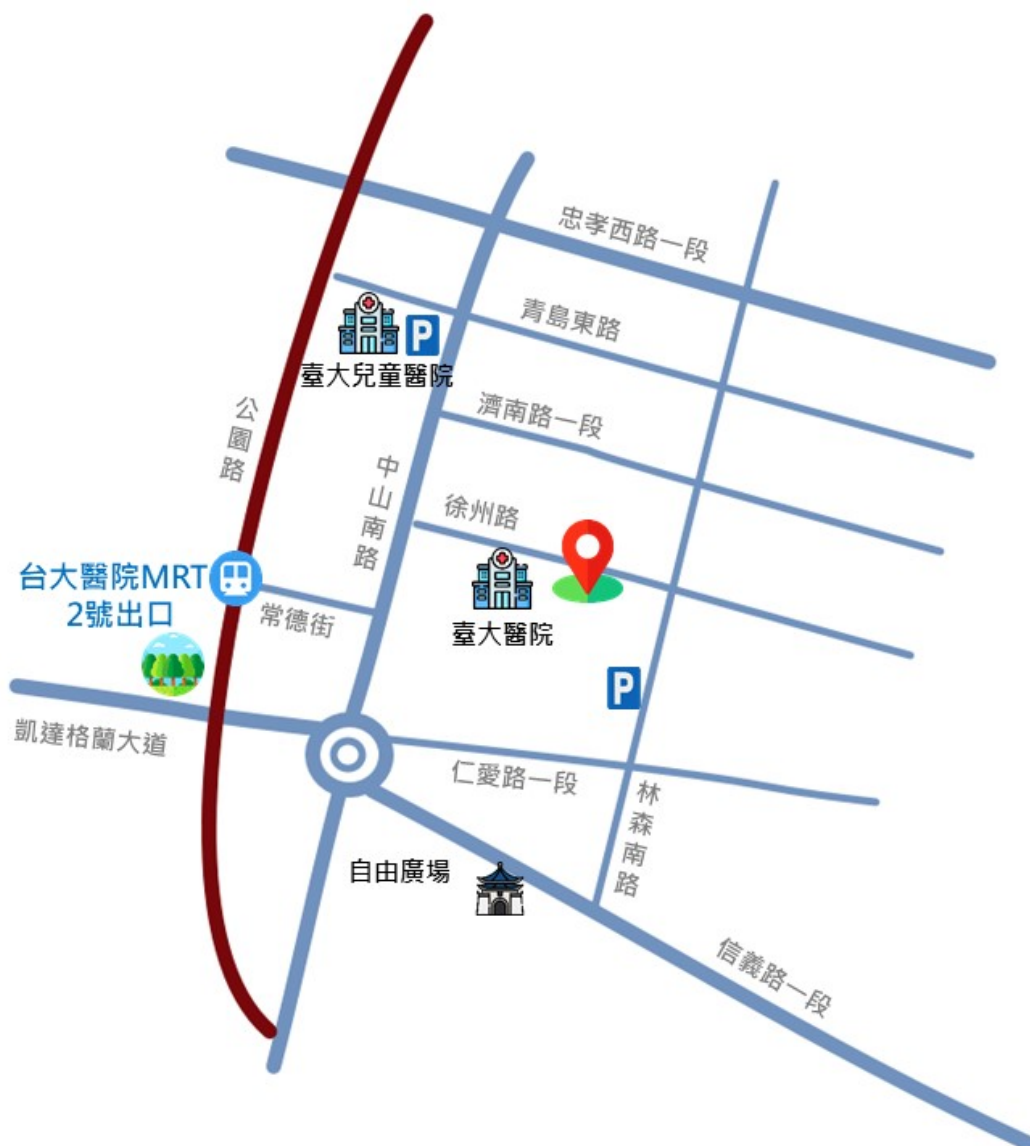 忠孝西路一段
青島東路
P
臺大兒童醫院
濟南路一段
公園路
中山南路
徐州路
台大醫院MRT
2號出口
常德街
臺大醫院
P
凱達格蘭大道
仁愛路一段
林森南路
自由廣場
信義路一段